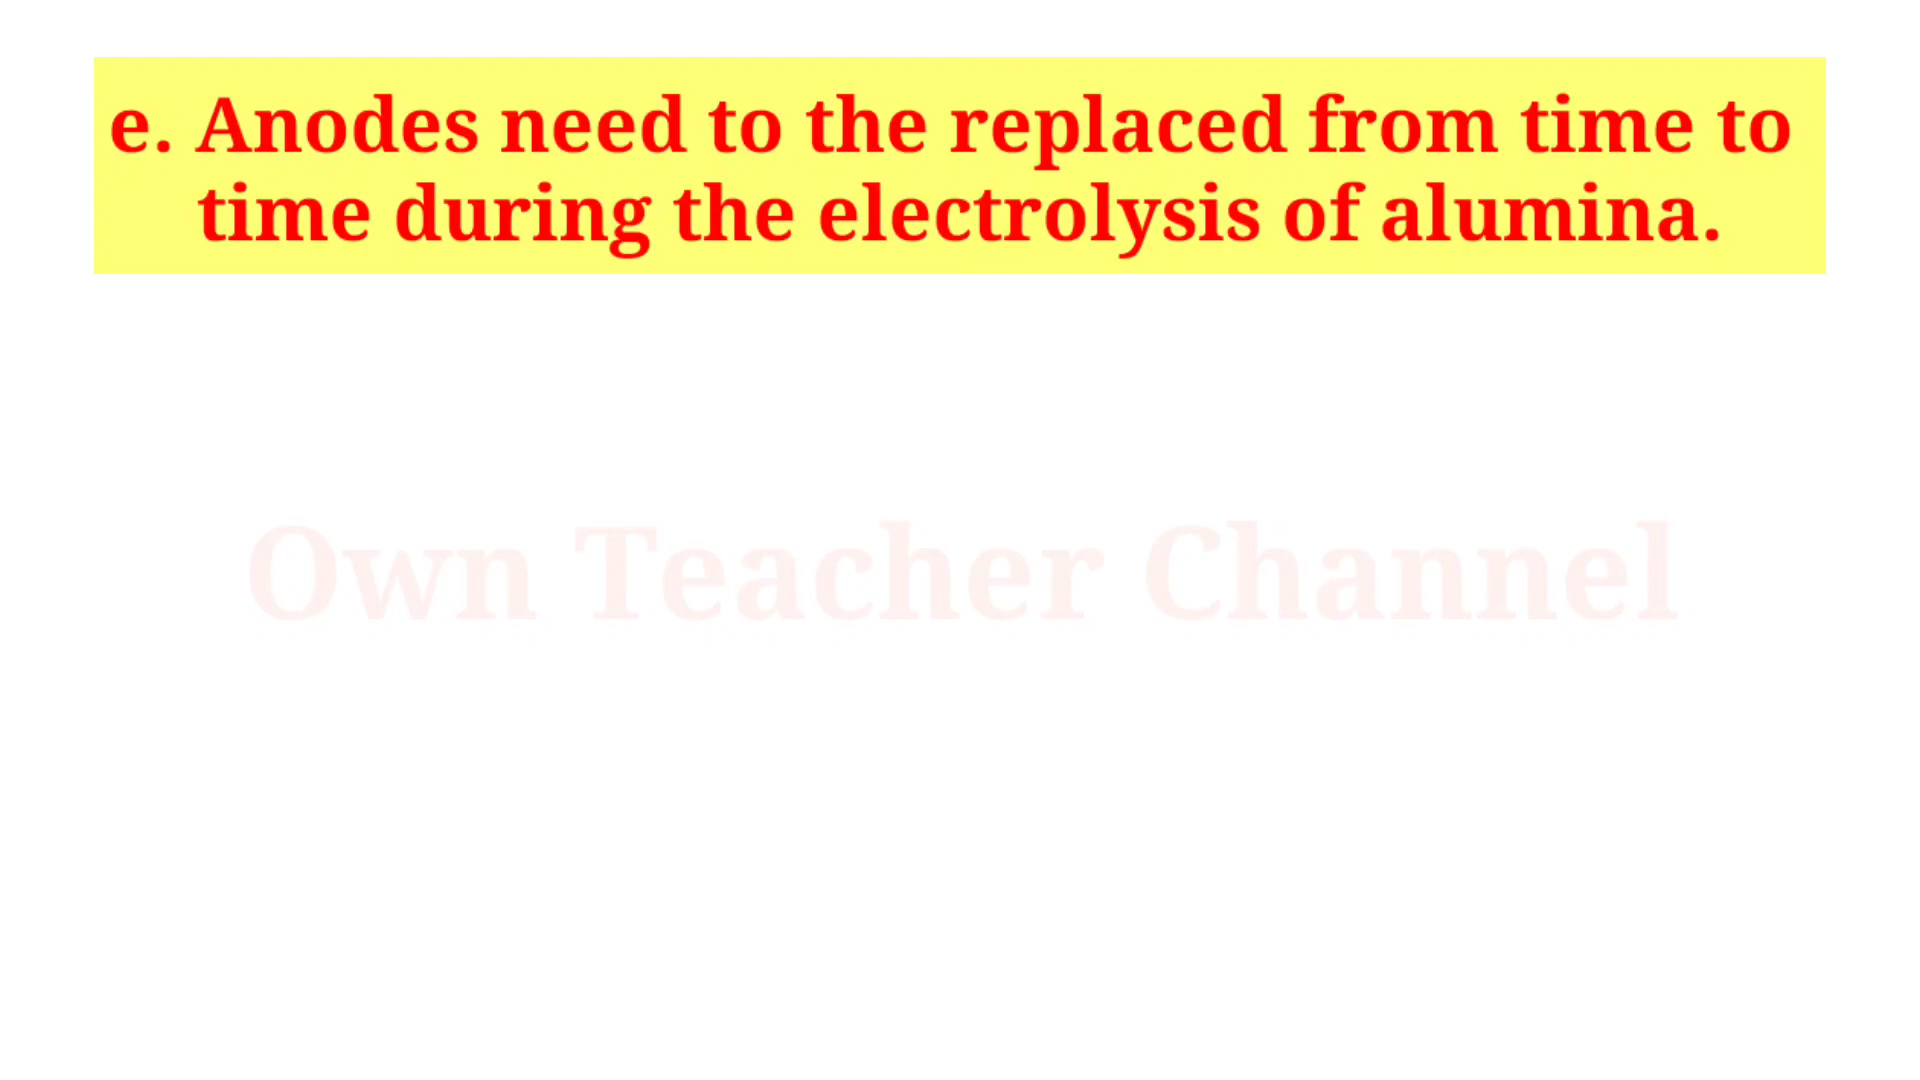 e. Anodes need to the replaced from time to
time during the electrolysis of alumina.
Own Teacher Channel